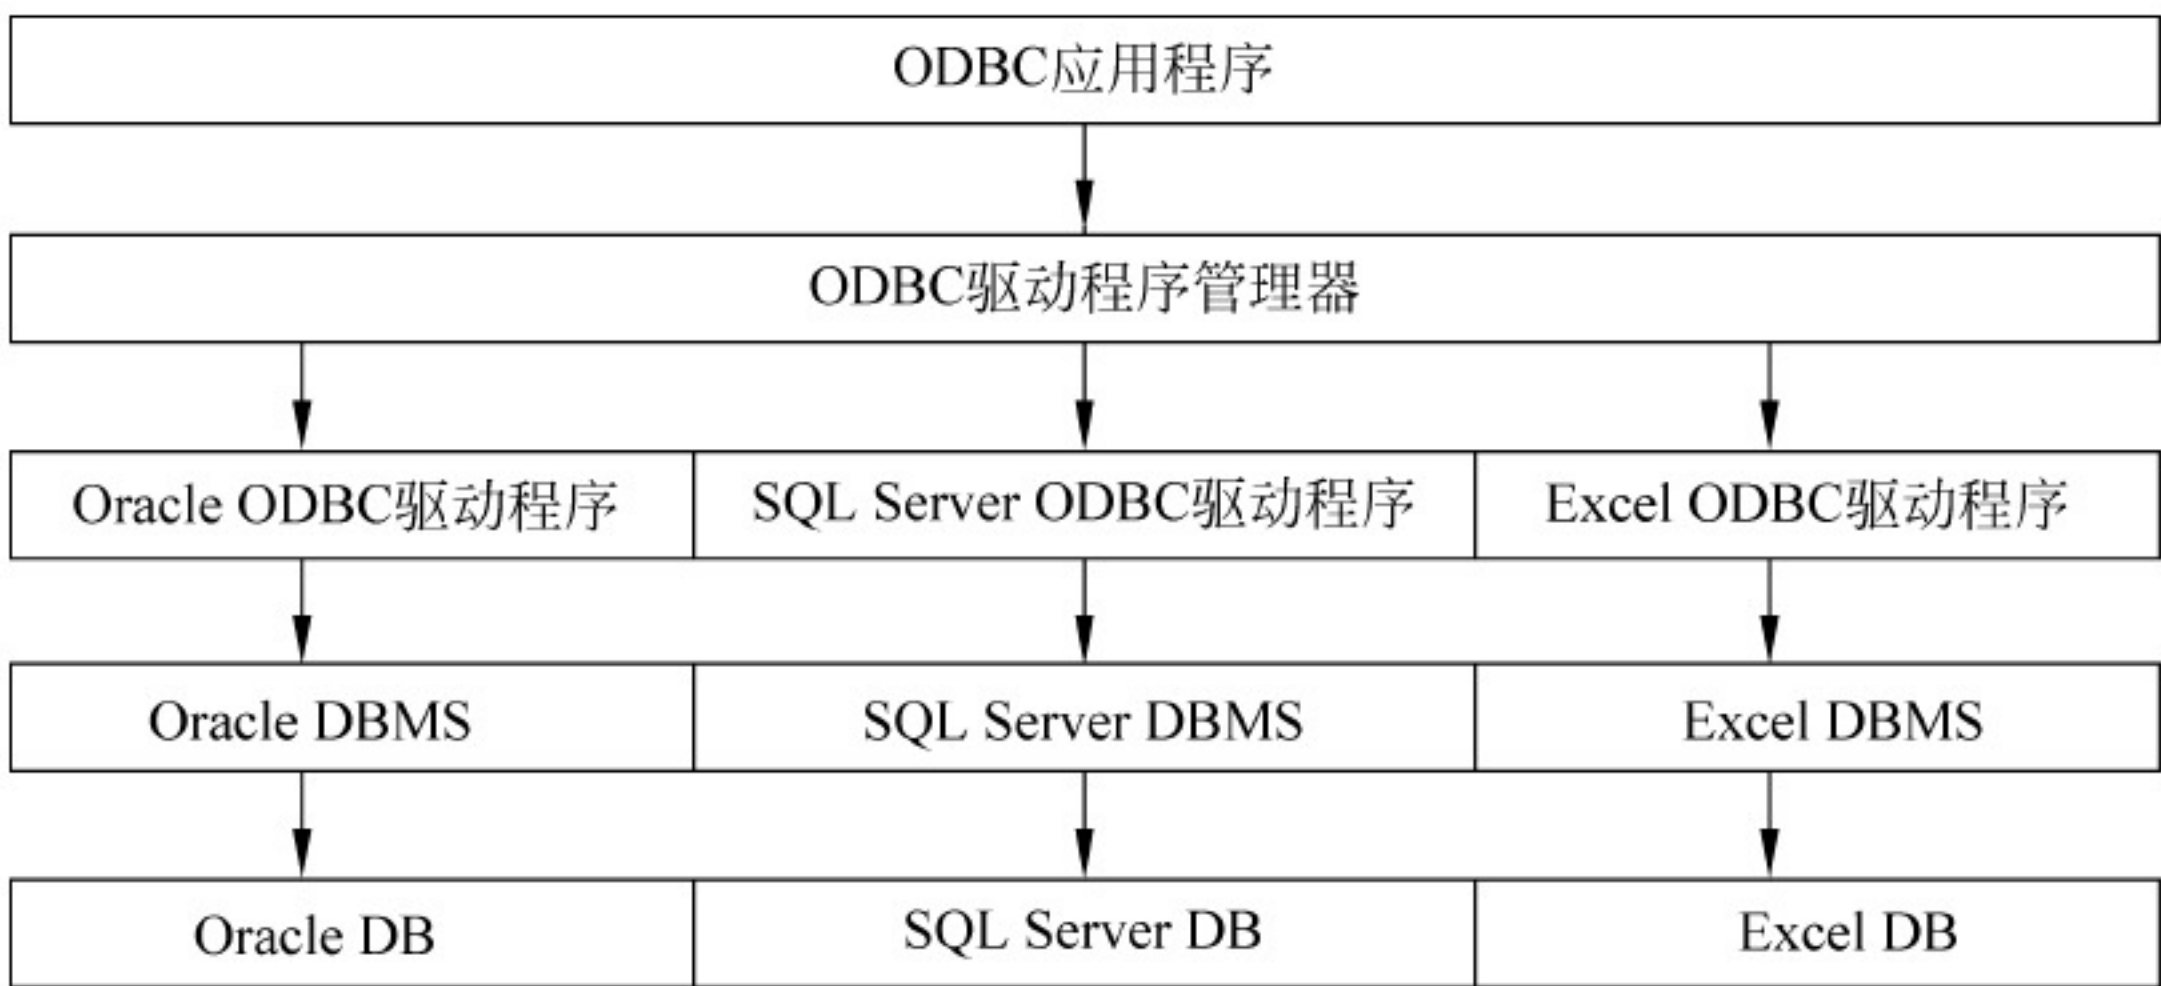 ODBC应用程序
ODBC驱动程序管理器
Oracle ODBC驱动程序
SQL Server ODBC驱动程序
Excel ODBC驱动程序
Oracle DBMS
SQL Server DBMS
Excel DBMS
Oracle DB
SQL Server DB
Excel DB